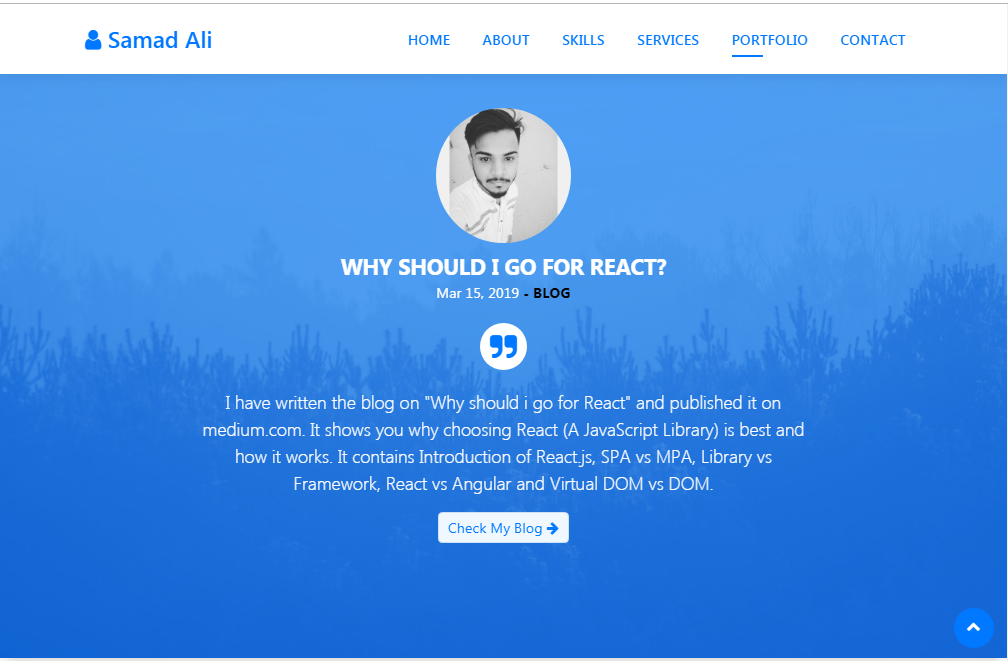 Samad Ali
HOME ABOUT SKILLS SERVICES PORTFOLIO CONTACT
WHY SHOULD I GO FOR REACT?
Mar 15, 2019 - BLOG
I have written the blog on "Why should i go for React" and published it on
medium.com. It shows you why choosing React (A JavaScript Library) is best and
how it works. It contains Introduction of React.js, SPA vs MPA, Library vs
Framework, React vs Angular and Virtual DOM vs DOM.
Check My Blog